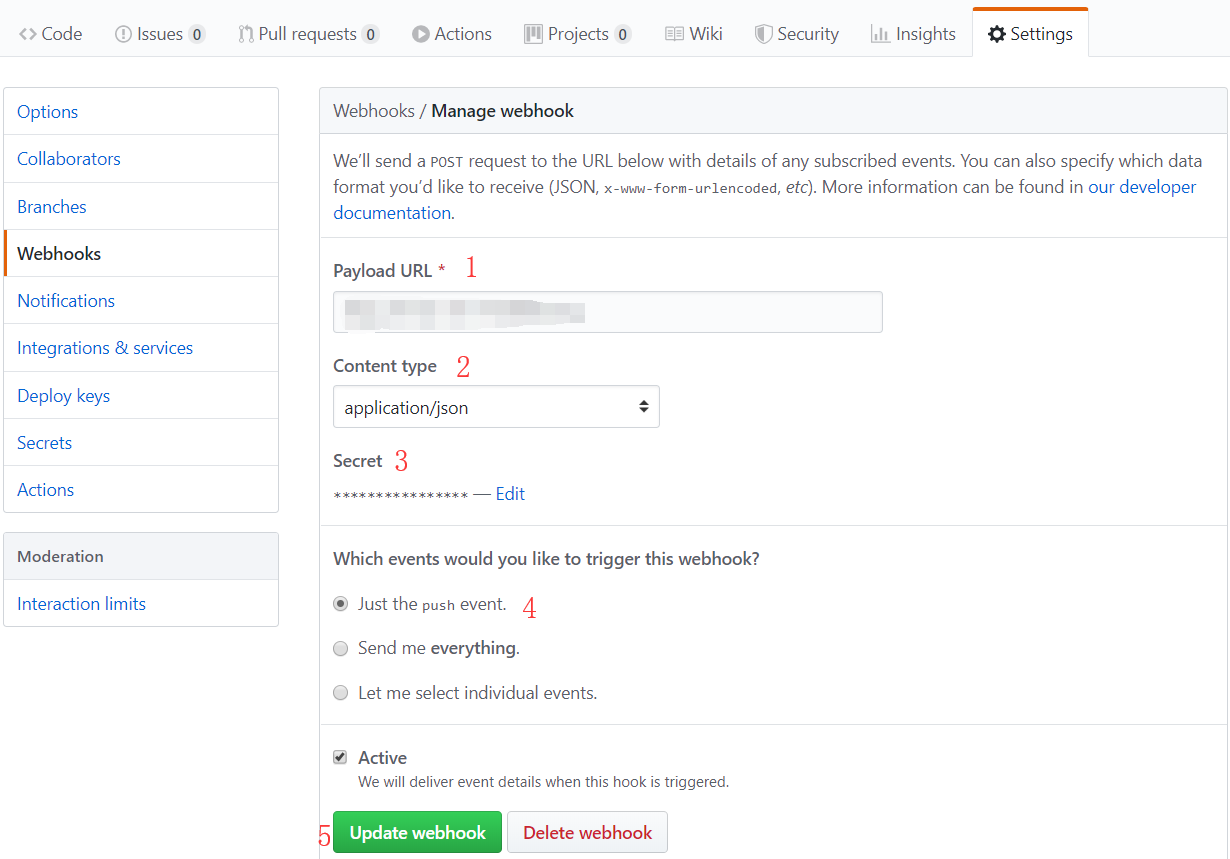 Code Issues 0 Pull requests 0 Actions Projects 0 Wiki Security Insights Settings
Options
Collaborators
Branches
Webhooks
Notifications
Integrations & services
Deploy keys
Secrets
Actions
Moderation
Interaction limits
Webhooks / Manage webhook
We’ll send a POST request to the URL below with details of any subscribed events. You can also specify which data
format you’d like to receive (JSON, x-www-form-urlencoded, etc). More information can be found in our developer
documentation.
Payload URL * 1
Content type 2
application/json
Secret 3
**************** — Edit
Which events would you like to trigger this webhook?
Just the push event. 4
Send me everything.
Let me select individual events.
Active
We will deliver event details when this hook is triggered.
5 Update webhook Delete webhook